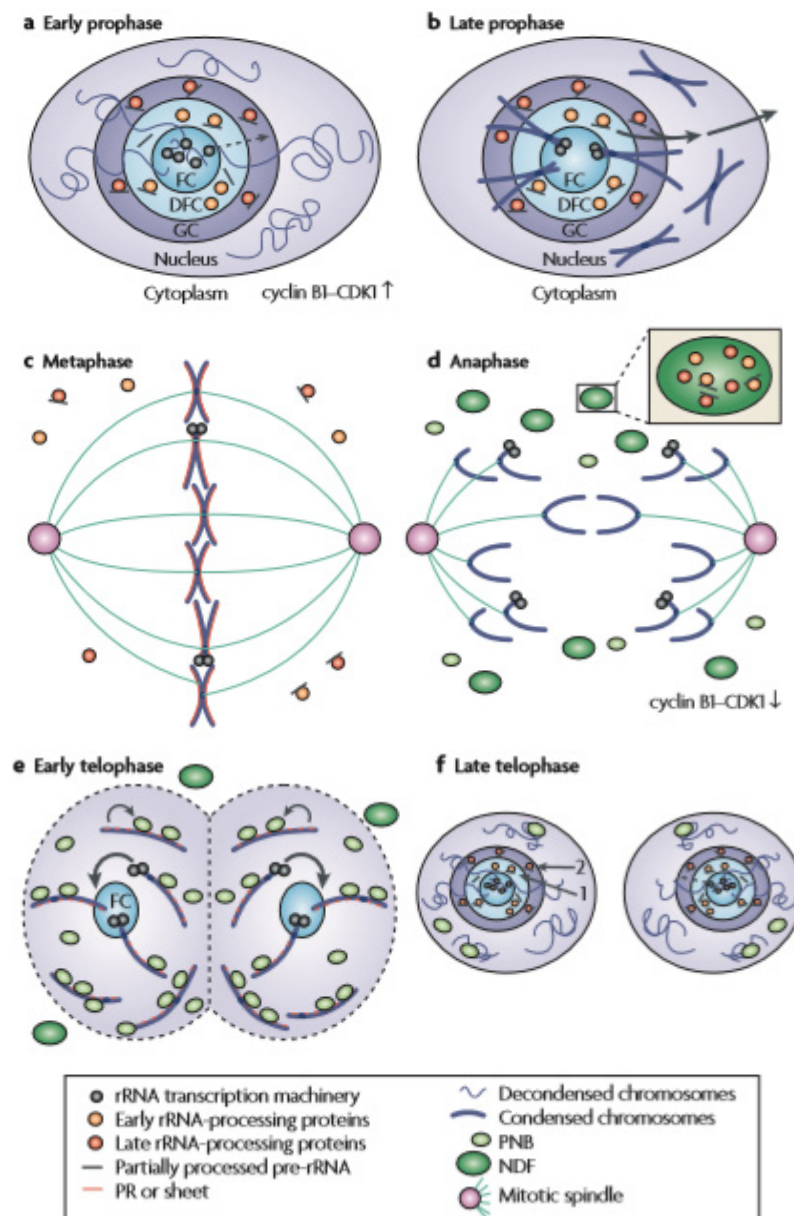 a Early prophase
b Late prophase
FC
DFC
GC
Nucleus
Cytoplasm
cyclin B1–CDK1 ↑
FC
DFC
GC
Nucleus
Cytoplasm
c Metaphase
d Anaphase
cyclin B1–CDK1 ↓
e Early telophase
f Late telophase
FC
FC
2
1
rRNA transcription machinery
Early rRNA-processing proteins
Late rRNA-processing proteins
Partially processed pre-rRNA
PR or sheet
Decondensed chromosomes
Condensed chromosomes
PNB
NDF
Mitotic spindle